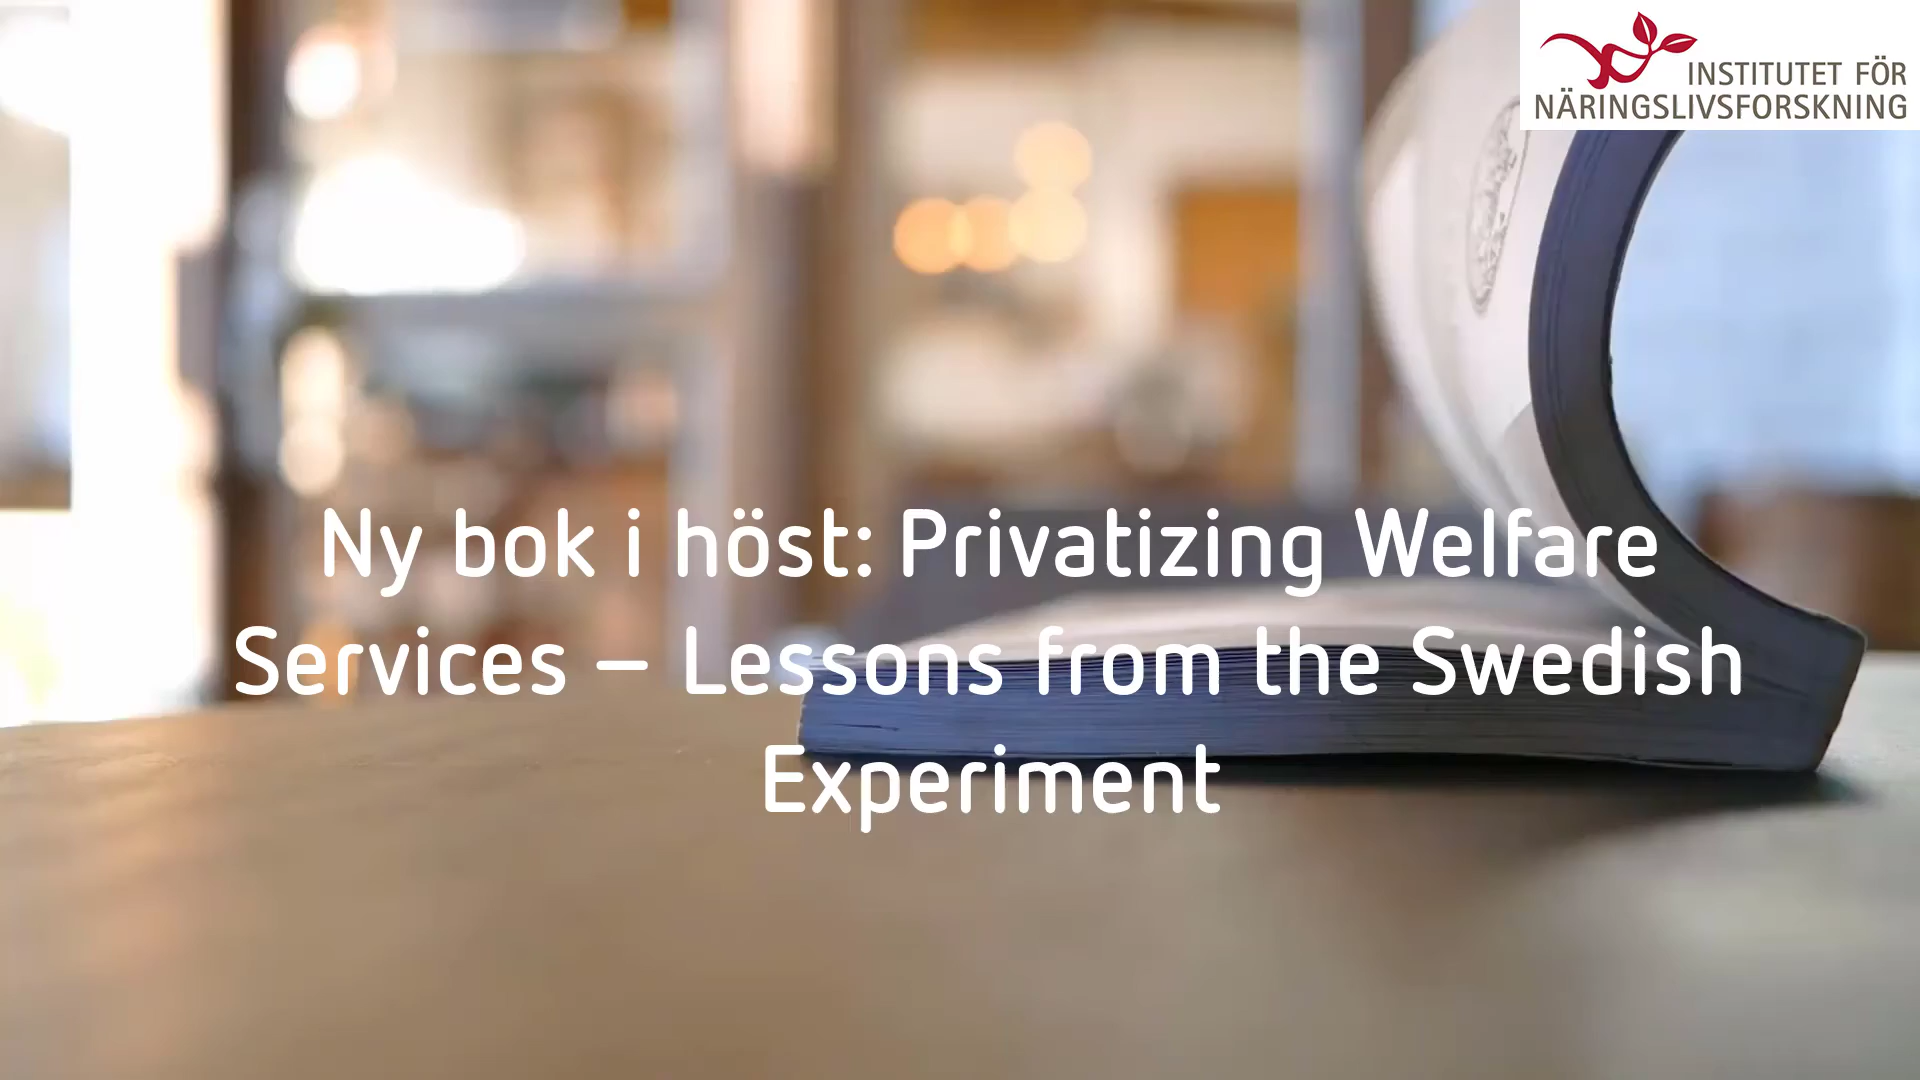 INSTITUTET FÖR
NÄRINGSLIVSFORSKNING
Ny bok i höst: Privatizing Welfare
Services – Lessons from the Swedish
Experiment